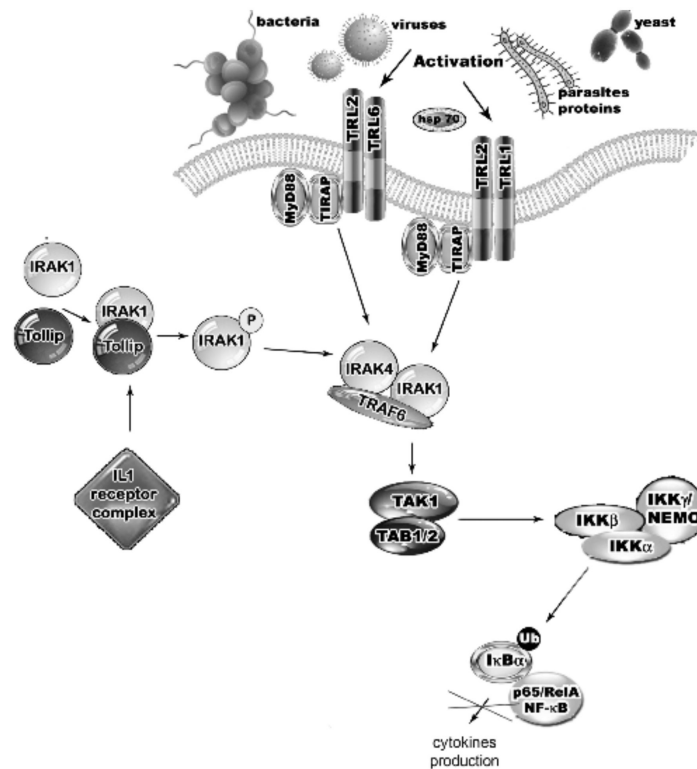 bacteria
viruses
yeast
Activation
parasites
proteins
hsp 70
TRL2
TRL6
TRL2
TRL1
MyD88
TIRAP
MyD88
TIRAP
IRAK1
Tollip
IRAK1
Tollip
IRAK1
P
IRAK4
IRAK1
TRAF6
IL1
receptor
complex
TAK1
TAB1/2
IKKγ/
NEMO
IKKβ
IKKα
Ub
IκBα
p65/RelA
NF-κB
cytokines
production